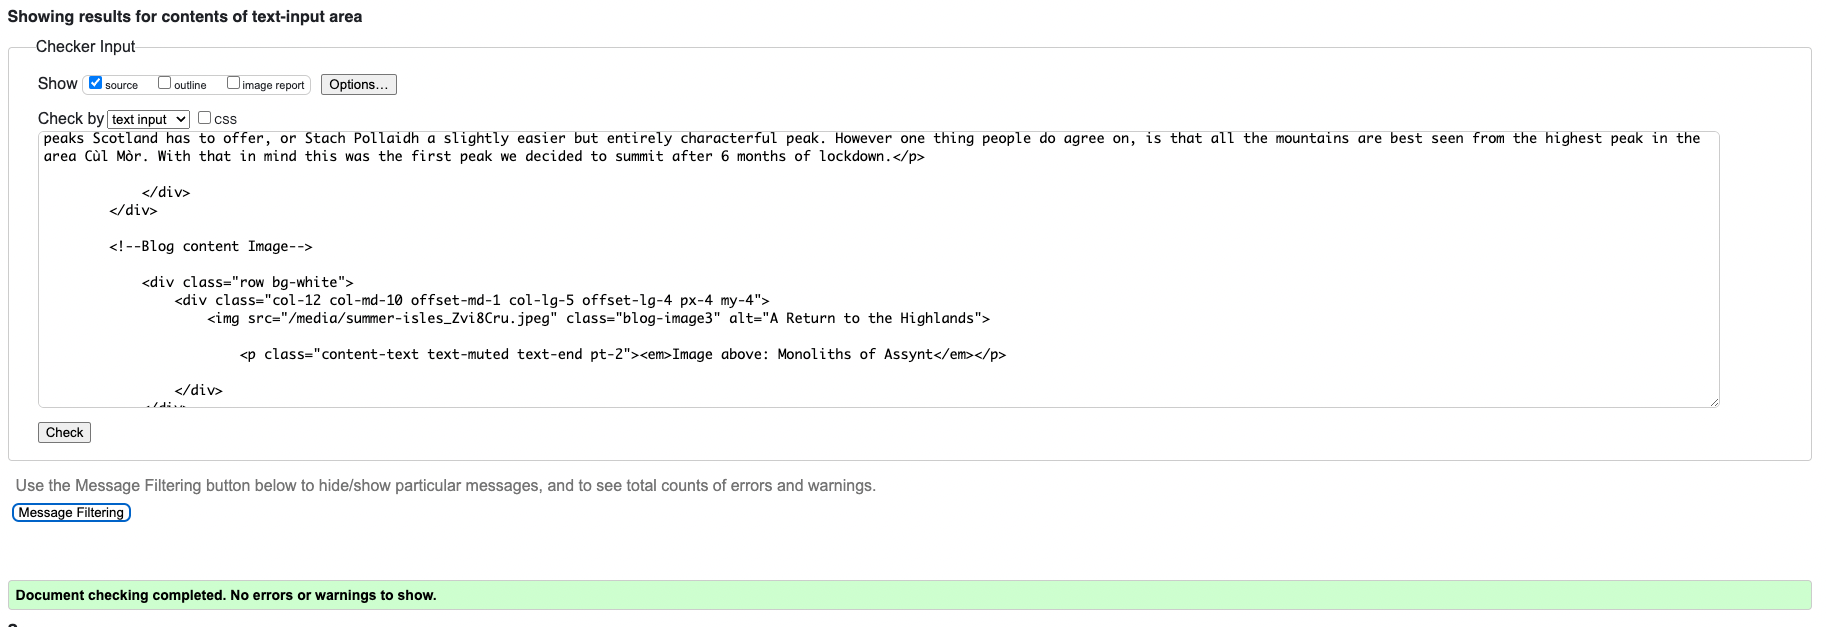 Showing results for contents of text-input area
Checker Input
Show source outline image report Options...
Check by text input css
peaks Scotland has to offer, or Stach Pollaidh a slightly easier but entirely characterful peak. However one thing people do agree on, is that all the mountains are best seen from the highest peak in the
area Cùl Mòr. With that in mind this was the first peak we decided to summit after 6 months of lockdown.</p>
</div>
</div>
<!--Blog content Image-->
<div class="row bg-white">
<div class="col-12 col-md-10 offset-md-1 col-lg-5 offset-lg-4 px-4 my-4">
<img src="/media/summer-isles_Zvi8Cru.jpeg" class="blog-image3" alt="A Return to the Highlands">
<p class="content-text text-muted text-end pt-2"><em>Image above: Monoliths of Assynt</em></p>
</div>
Check
Use the Message Filtering button below to hide/show particular messages, and to see total counts of errors and warnings.
Message Filtering
Document checking completed. No errors or warnings to show.